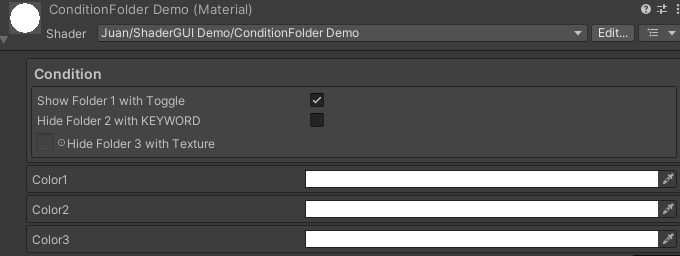 ConditionFolder Demo (Material)
Shader Juan/ShaderGUI Demo/ConditionFolder Demo Edit...
Condition
Show Folder 1 with Toggle
Hide Folder 2 with KEYWORD
Hide Folder 3 with Texture
Color1
Color2
Color3